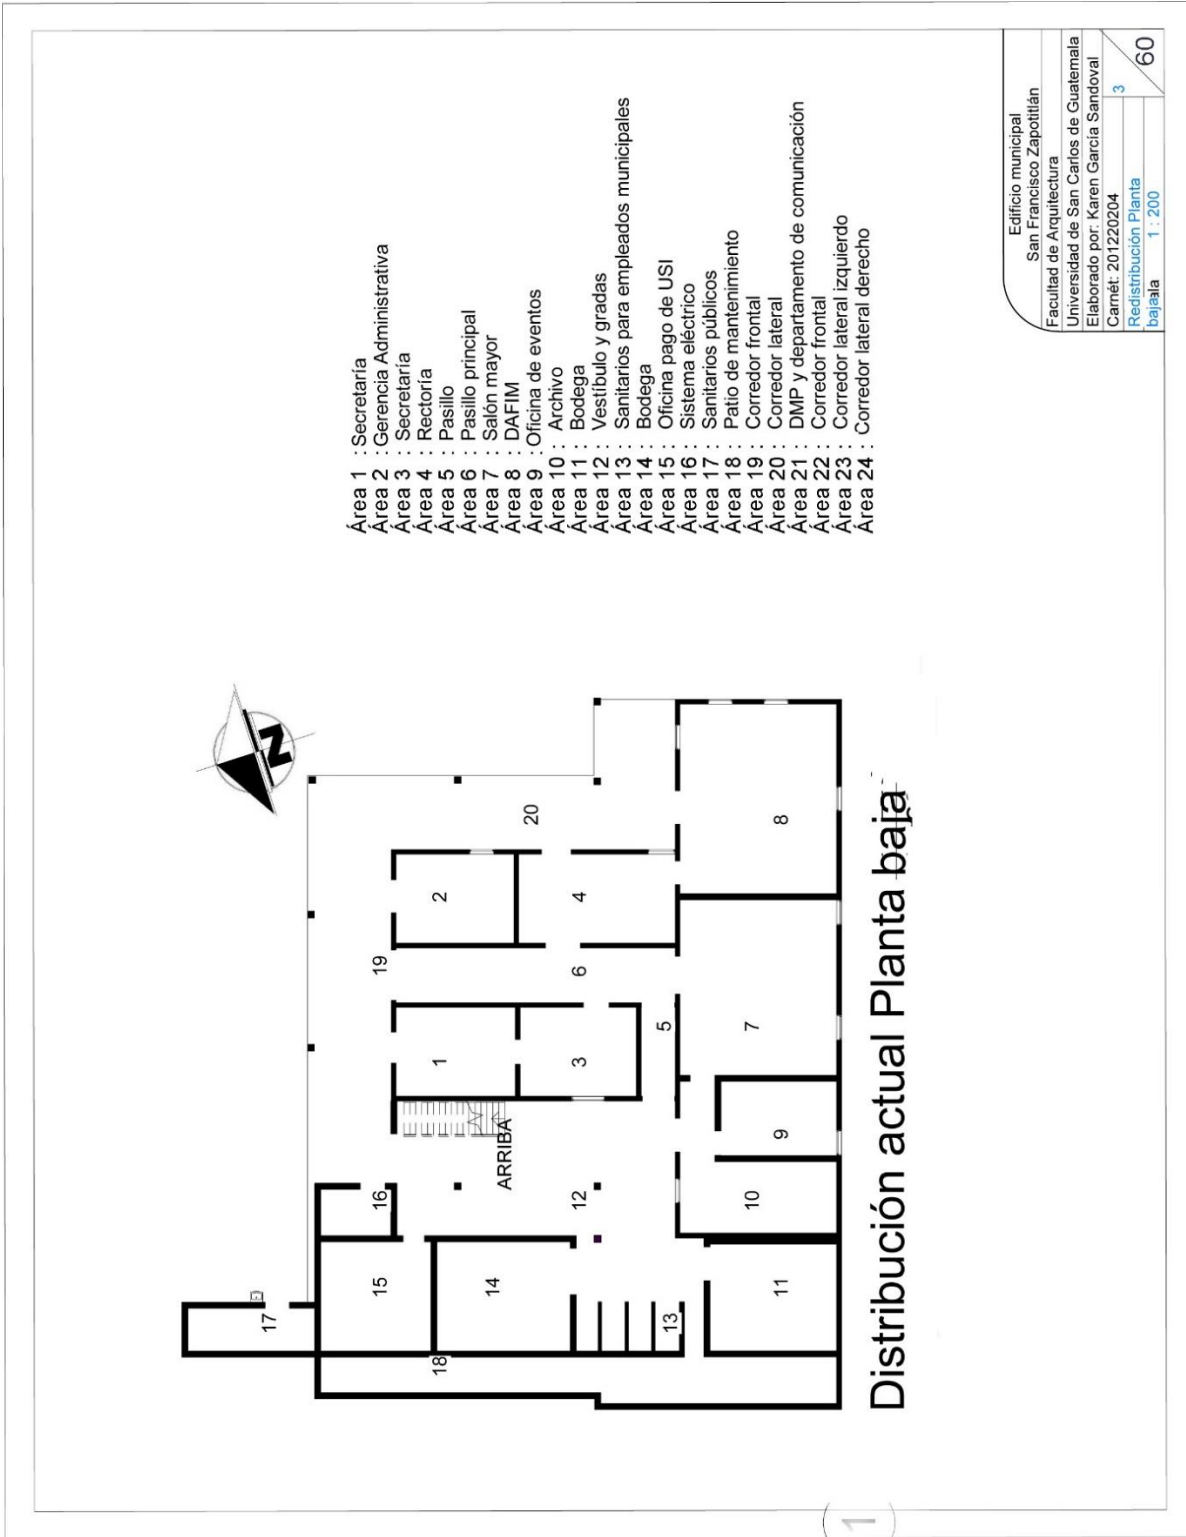 Área 1 : Secretaría
Área 2 : Gerencia Administrativa
Área 3 : Secretaría
Área 4 : Rectoría
Área 5 : Pasillo
Área 6 : Pasillo principal
Área 7 : Salón mayor
Área 8 : DAFIM
Área 9 : Oficina de eventos
Área 10 : Archivo
Área 11 : Bodega
Área 12 : Vestíbulo y gradas
Área 13 : Sanitarios para empleados municipales
Área 14 : Bodega
Área 15 : Oficina pago de USI
Área 16 : Sistema eléctrico
Área 17 : Sanitarios públicos
Área 18 : Patio de mantenimiento
Área 19 : Corredor frontal
Área 20 : Corredor lateral
Área 21 : DMP y departamento de comunicación
Área 22 : Corredor frontal
Área 23 : Corredor lateral izquierdo
Área 24 : Corredor lateral derecho
N
17
18
15
16
19
1
2
14
ARRIBA
20
12
3
6
4
13
5
11
10
9
7
8
Distribución actual Planta baja
1
Edificio municipal
San Francisco Zapotitlán
Facultad de Arquitectura
Universidad de San Carlos de Guatemala
Elaborado por: Karen García Sandoval
Carnét: 201220204
3
60
Redistribución Planta
baja
1 : 200